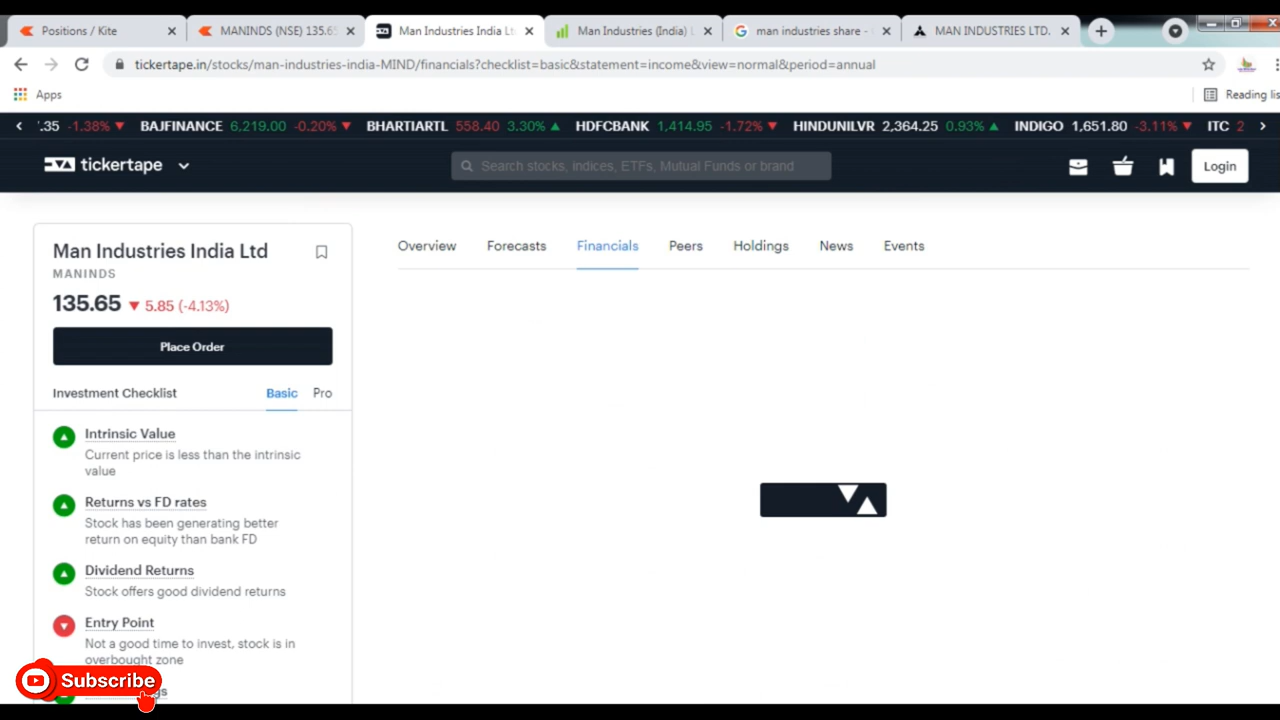 Positions / Kite
MANINDS (NSE) 135.6
Man Industries India Lt
Man Industries (India) L
man industries share -
MAN INDUSTRIES LTD.
tickertape.in/stocks/man-industries-india-MIND/financials?checklist=basic&statement=income&view=normal&period=annual
Apps
Reading lis
.35 -1.38% BAJFINANCE 6,219.00 -0.20% BHARTIARTL 558.40 3.30% HDFCBANK 1,414.95 -1.72% HINDUNILVR 2,364.25 0.93% INDIGO 1,651.80 -3.11% ITC 2
tickertape
Search stocks, indices, ETFs, Mutual Funds or brand
Login
Man Industries India Ltd
MANINDS
135.65 5.85 (-4.13%)
Place Order
Investment Checklist Basic Pro
Intrinsic Value
Current price is less than the intrinsic
value
Returns vs FD rates
Stock has been generating better
return on equity than bank FD
Dividend Returns
Stock offers good dividend returns
Entry Point
Not a good time to invest, stock is in
overbought zone
Subscribe
Overview Forecasts Financials Peers Holdings News Events